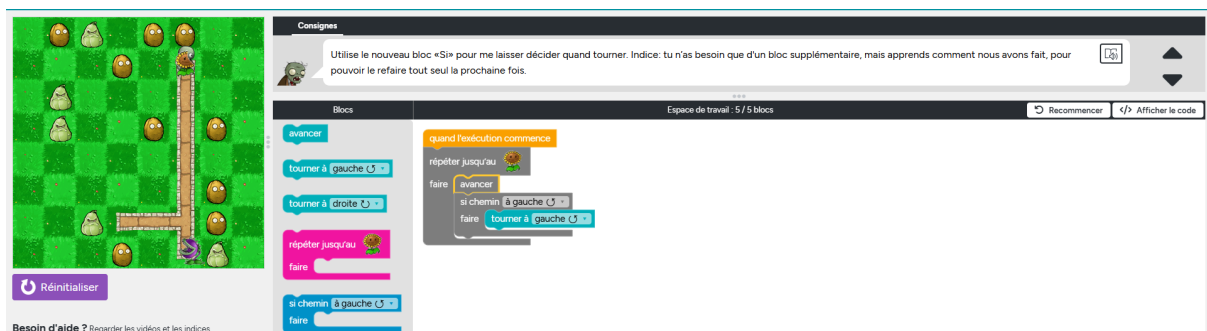 Consignes
Utilise le nouveau bloc «Si» pour me laisser décider quand tourner. Indice: tu n'as besoin que d'un bloc supplémentaire, mais apprends comment nous avons fait, pour
pouvoir le refaire tout seul la prochaine fois.
Blocs
Espace de travail : 5 / 5 blocs
Recommencer
</> Afficher le code
avancer
tourner à gauche ↺
tourner à droite ↻
répéter jusqu'au
faire
si chemin à gauche ↺
faire
quand l'exécution commence
répéter jusqu'au
faire avancer
si chemin à gauche ↺
faire tourner à gauche ↺
Réinitialiser
Besoin d'aide ? Regarder les vidéos et les indices